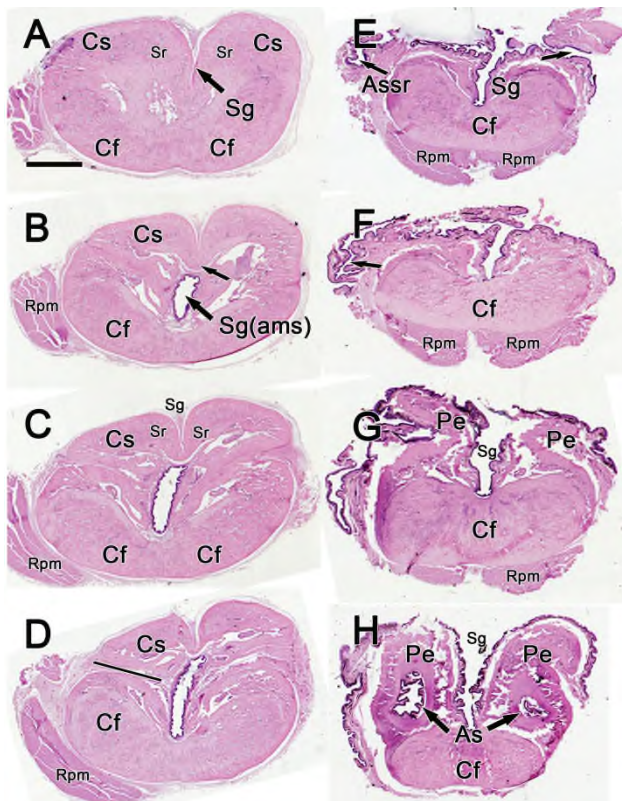 A
Cs
Sr
Sr
Cs
Sg
Cf
Cf
B
Cs
Rpm
Cf
Sg(ams)
C
Sg
Cs
Sr
Sr
Cf
Cf
Rpm
D
Cs
Cf
Rpm
E
Assr
Sg
Cf
Rpm
Rpm
F
Cf
Rpm
Rpm
G
Pe
Pe
Sg
Cf
Rpm
H
Sg
Pe
Pe
As
Cf